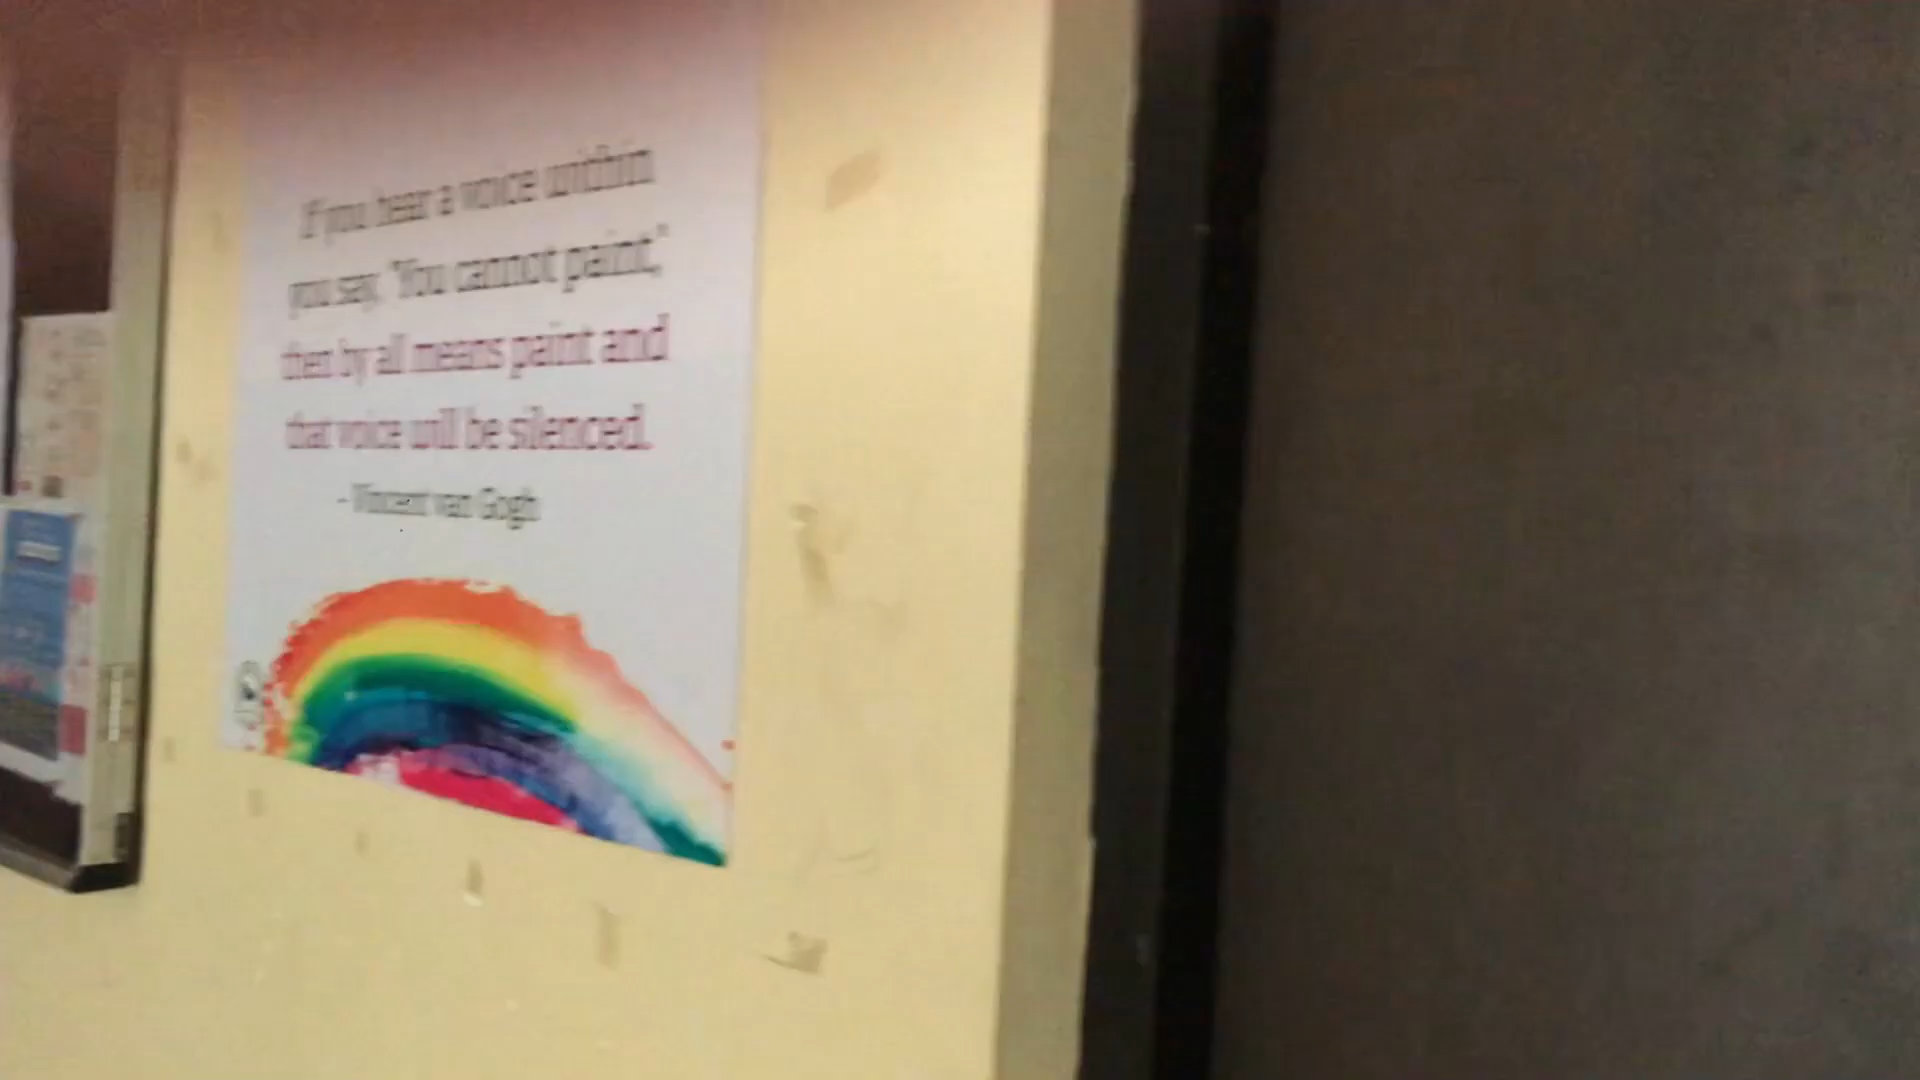 If you hear a voice within
you say, "You cannot paint,"
then by all means paint and
that voice will be silenced.
- Vincent van Gogh